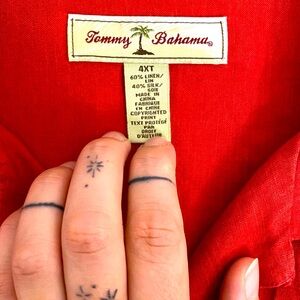 Tommy Bahama®
4XT
60% LINEN/
LIN
40% SILK/
SOIE
MADE IN
CHINA
FABRIQUE
EN CHINE
COPYRIGHTED
PRINT
TEXT PROTÉGÉ
PAR
DROIT
D'AUTEUR